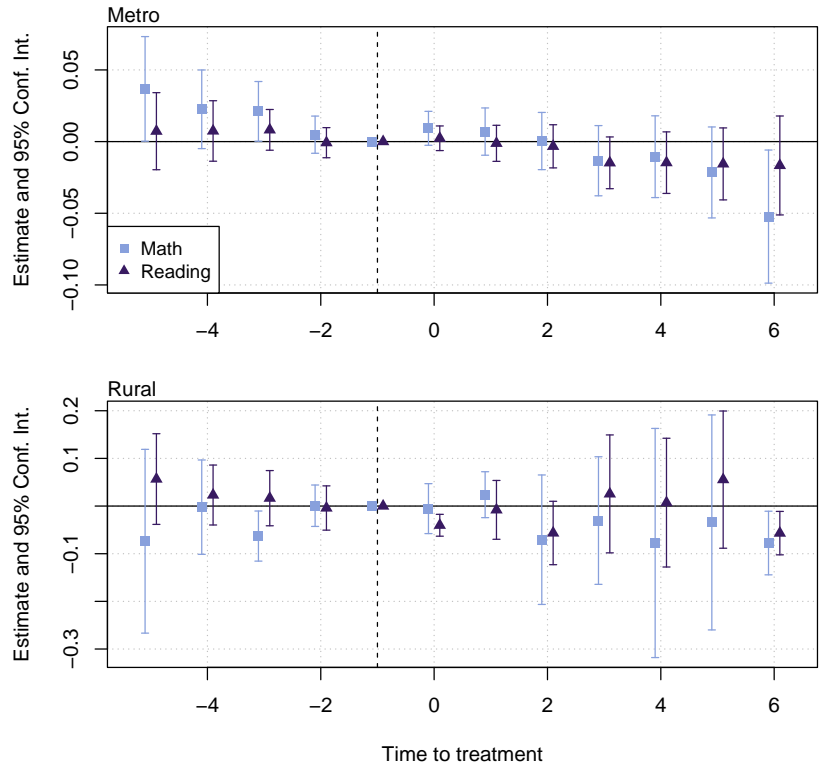 Metro
Estimate and 95% Conf. Int.
0.05
0.00
−0.05
−0.10
Math
Reading
−4 −2 0 2 4 6
Rural
Estimate and 95% Conf. Int.
0.2
0.1
−0.1
−0.3
−4 −2 0 2 4 6
Time to treatment